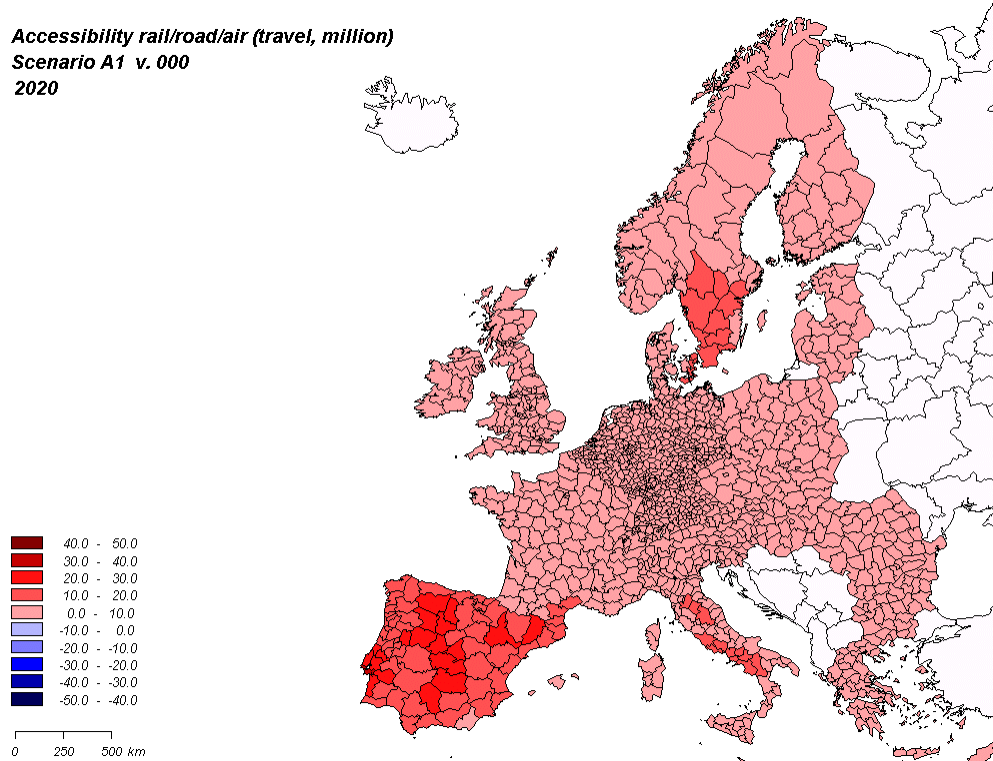 Accessibility rail/road/air (travel, million)
Scenario A1 v. 000
2020
40.0 - 50.0
30.0 - 40.0
20.0 - 30.0
10.0 - 20.0
0.0 - 10.0
-10.0 - 0.0
-20.0 - -10.0
-30.0 - -20.0
-40.0 - -30.0
-50.0 - -40.0
0 250 500 km